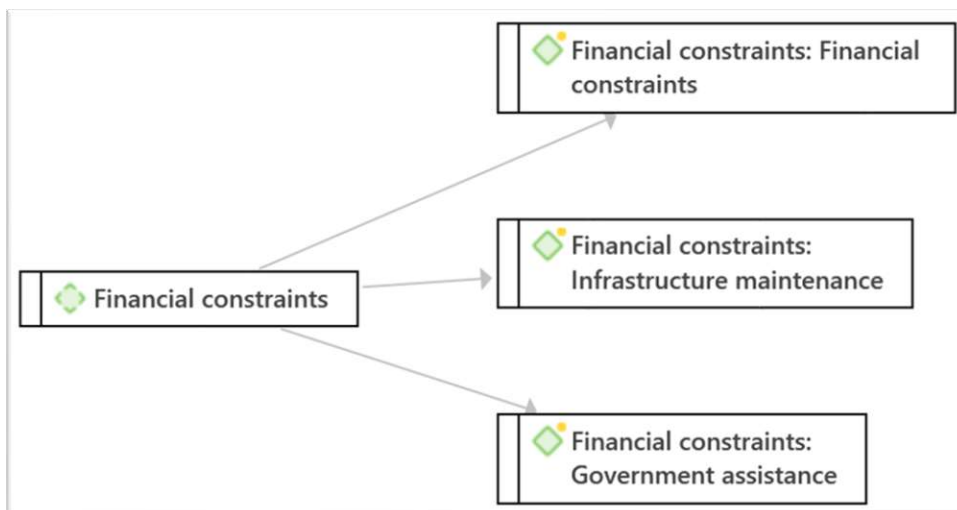 Financial constraints: Financial
constraints
Financial constraints:
Infrastructure maintenance
Financial constraints
Financial constraints:
Government assistance